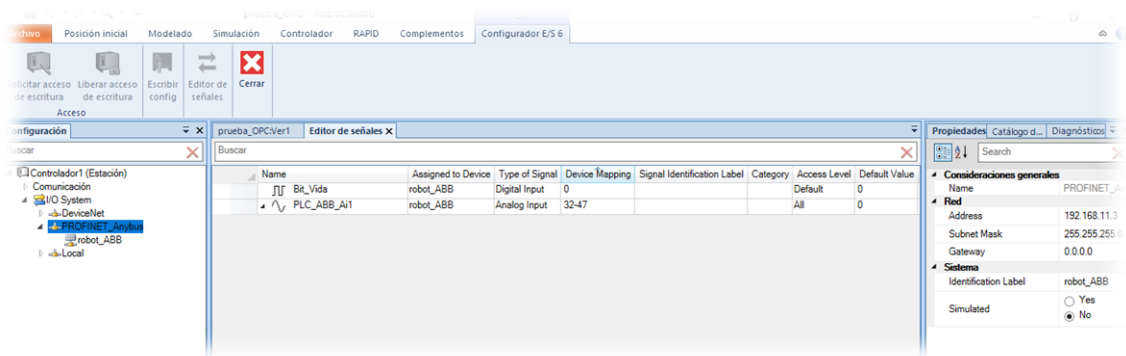 prueba_OPC - RobotStudio
Archivo Posición inicial Modelado Simulación Controlador RAPID Complementos Configurador E/S 6
Solicitar acceso de escritura
Liberar acceso de escritura
Escribir config
Editor de señales
Cerrar
Acceso
Configuración
prueba_OPC:Ver1 Editor de señales X
Propiedades Catálogo d... Diagnósticos
Buscar
Buscar
Search
Controlador1 (Estación)
Comunicación
I/O System
DeviceNet
PROFINET_Anybus
robot_ABB
Local
Name Assigned to Device Type of Signal Device Mapping Signal Identification Label Category Access Level Default Value
Bit_Vida robot_ABB Digital Input 0 Default 0
PLC_ABB_Ai1 robot_ABB Analog Input 32-47 All 0
Consideraciones generales
Name PROFINET_A
Red
Address 192.168.11.3
Subnet Mask 255.255.255.0
Gateway 0.0.0.0
Sistema
Identification Label robot_ABB
Simulated
Yes
No